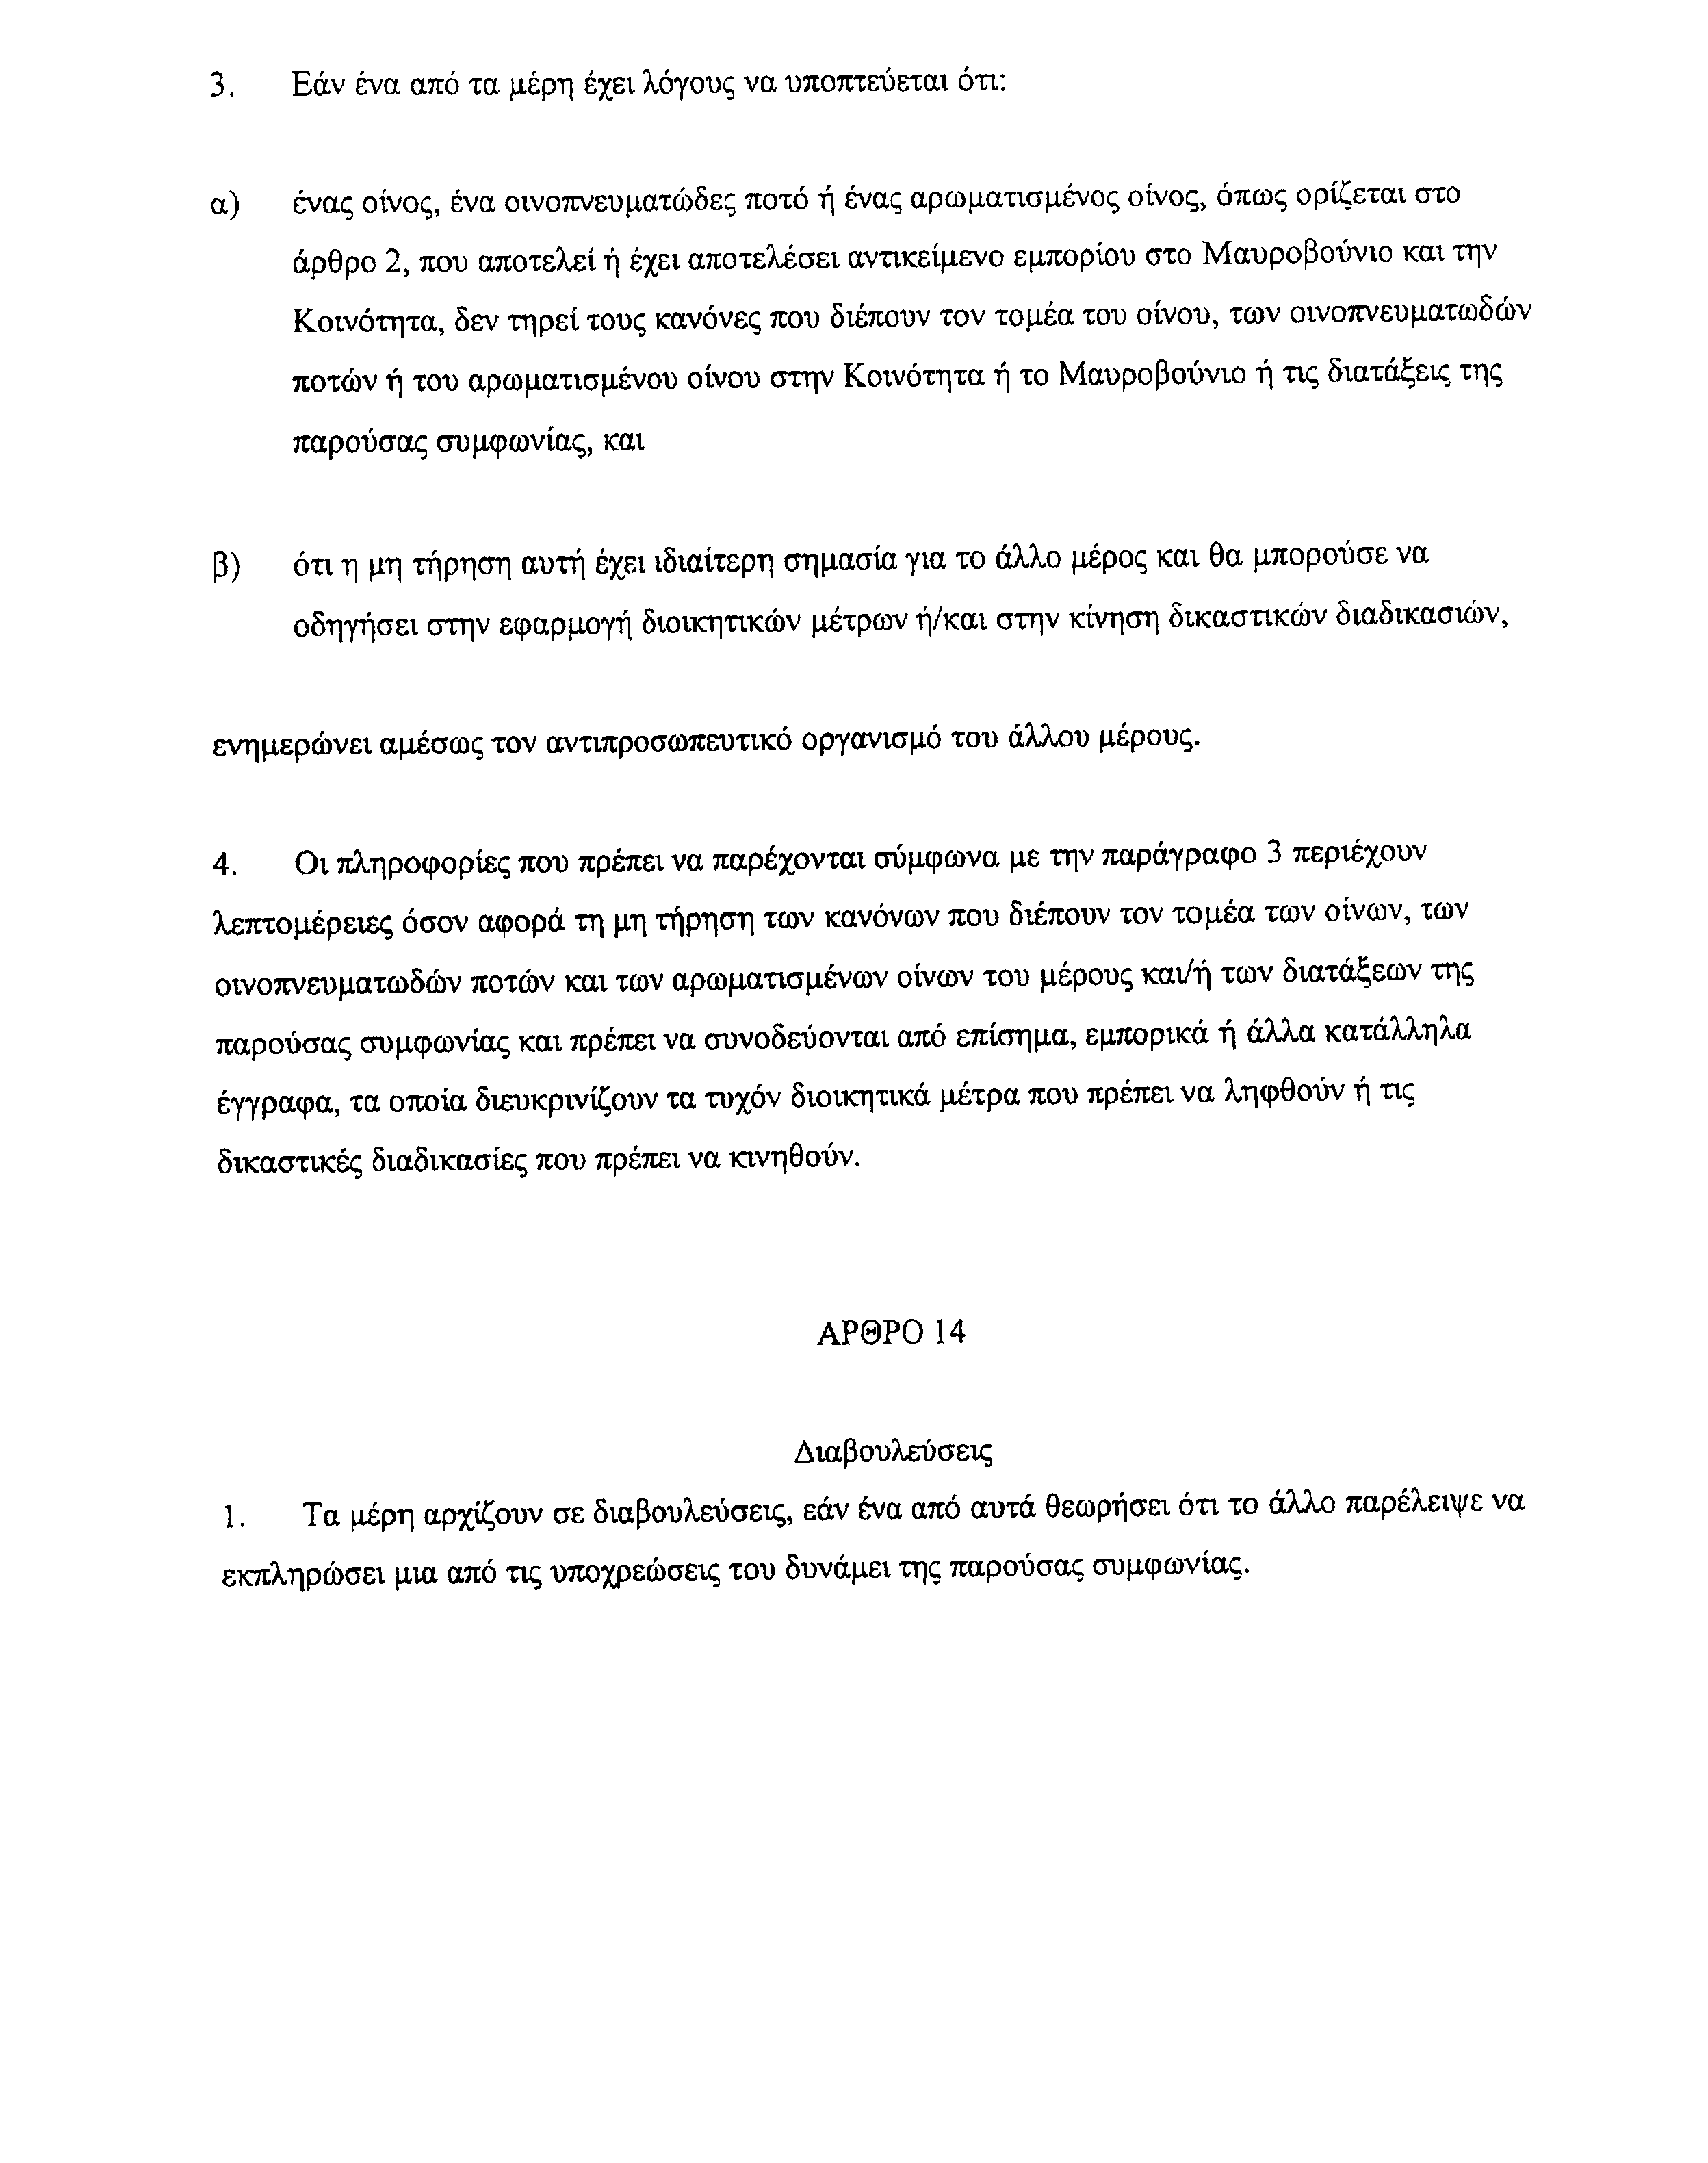 3. Εάν ένα από τα μέρη έχει λόγους να υποπτεύεται ότι:
α) ένας οίνος, ένα οινοπνευματώδες ποτό ή ένας αρωματισμένος οίνος, όπως ορίζεται στο
άρθρο 2, που αποτελεί ή έχει αποτελέσει αντικείμενο εμπορίου στο Μαυροβούνιο και την
Κοινότητα, δεν τηρεί τους κανόνες που διέπουν τον τομέα του οίνου, των οινοπνευματωδών
ποτών ή του αρωματισμένου οίνου στην Κοινότητα ή το Μαυροβούνιο ή τις διατάξεις της
παρούσας συμφωνίας, και
β) ότι η μη τήρηση αυτή έχει ιδιαίτερη σημασία για το άλλο μέρος και θα μπορούσε να
οδηγήσει στην εφαρμογή διοικητικών μέτρων ή/και στην κίνηση δικαστικών διαδικασιών,
ενημερώνει αμέσως τον αντιπροσωπευτικό οργανισμό του άλλου μέρους.
4. Οι πληροφορίες που πρέπει να παρέχονται σύμφωνα με την παράγραφο 3 περιέχουν
λεπτομέρειες όσον αφορά τη μη τήρηση των κανόνων που διέπουν τον τομέα των οίνων, των
οινοπνευματωδών ποτών και των αρωματισμένων οίνων του μέρους και/ή των διατάξεων της
παρούσας συμφωνίας και πρέπει να συνοδεύονται από επίσημα, εμπορικά ή άλλα κατάλληλα
έγγραφα, τα οποία διευκρινίζουν τα τυχόν διοικητικά μέτρα που πρέπει να ληφθούν ή τις
δικαστικές διαδικασίες που πρέπει να κινηθούν.
ΑΡΘΡΟ 14
Διαβουλεύσεις
1. Τα μέρη αρχίζουν σε διαβουλεύσεις, εάν ένα από αυτά θεωρήσει ότι το άλλο παρέλειψε να
εκπληρώσει μια από τις υποχρεώσεις του δυνάμει της παρούσας συμφωνίας.